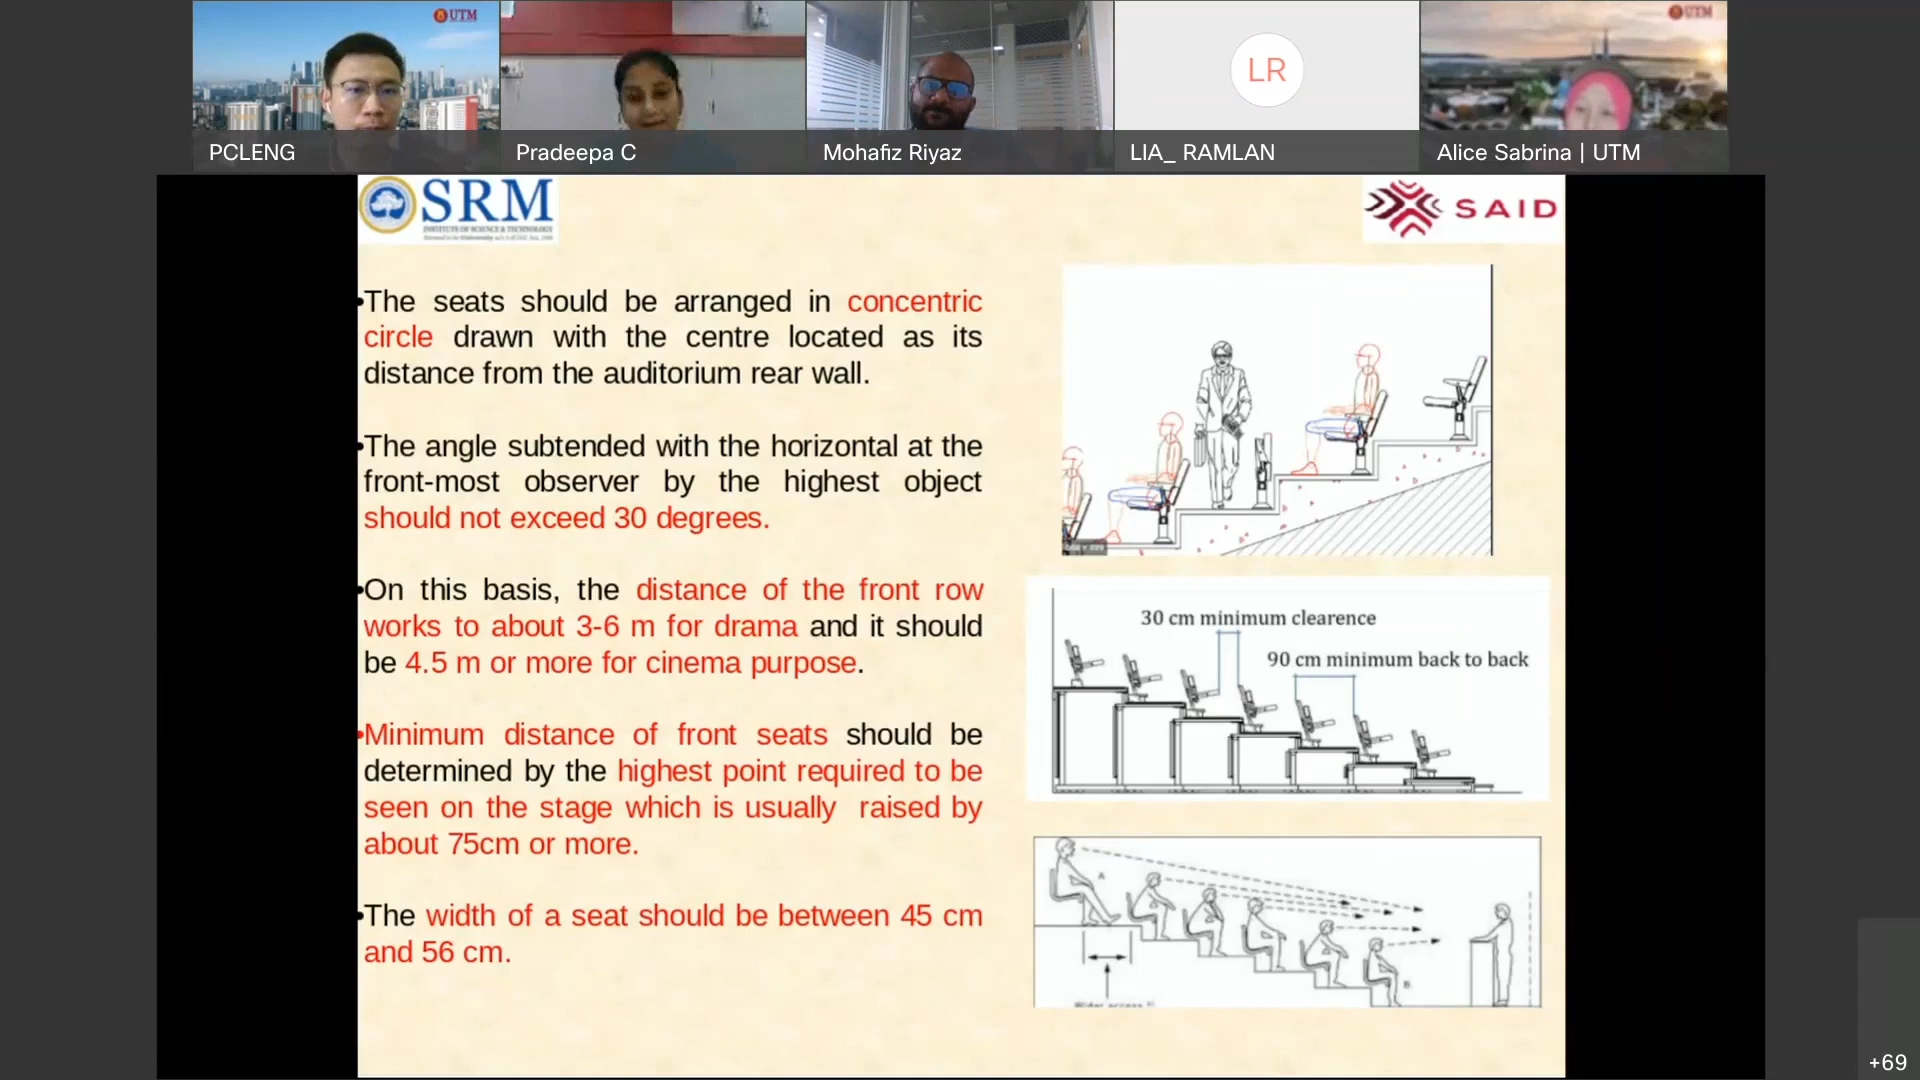 UTM
UTM
PCLENG
Pradeepa C
Mohafiz Riyaz
LR
LIA_ RAMLAN
Alice Sabrina | UTM
SRM
INSTITUTE OF SCIENCE & TECHNOLOGY
SAID
•The seats should be arranged in concentric
circle drawn with the centre located as its
distance from the auditorium rear wall.
•The angle subtended with the horizontal at the
front-most observer by the highest object
should not exceed 30 degrees.
•On this basis, the distance of the front row
works to about 3-6 m for drama and it should
be 4.5 m or more for cinema purpose.
•Minimum distance of front seats should be
determined by the highest point required to be
seen on the stage which is usually raised by
about 75cm or more.
•The width of a seat should be between 45 cm
and 56 cm.
30 cm minimum clearence
90 cm minimum back to back
A
B
Wider access
+69